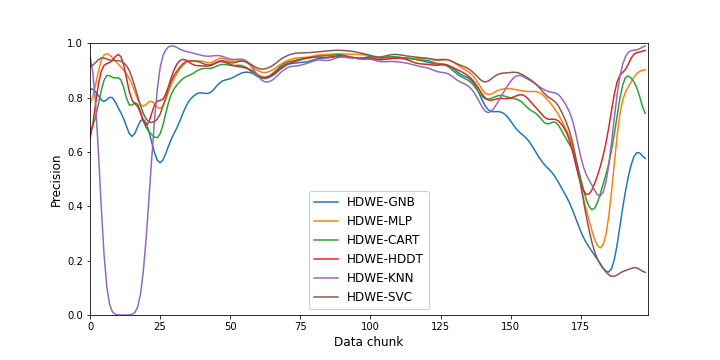 1.0
0.8
0.6
0.4
0.2
0.0
Precision
HDWE-GNB
HDWE-MLP
HDWE-CART
HDWE-HDDT
HDWE-KNN
HDWE-SVC
0 25 50 75 100 125 150 175
Data chunk